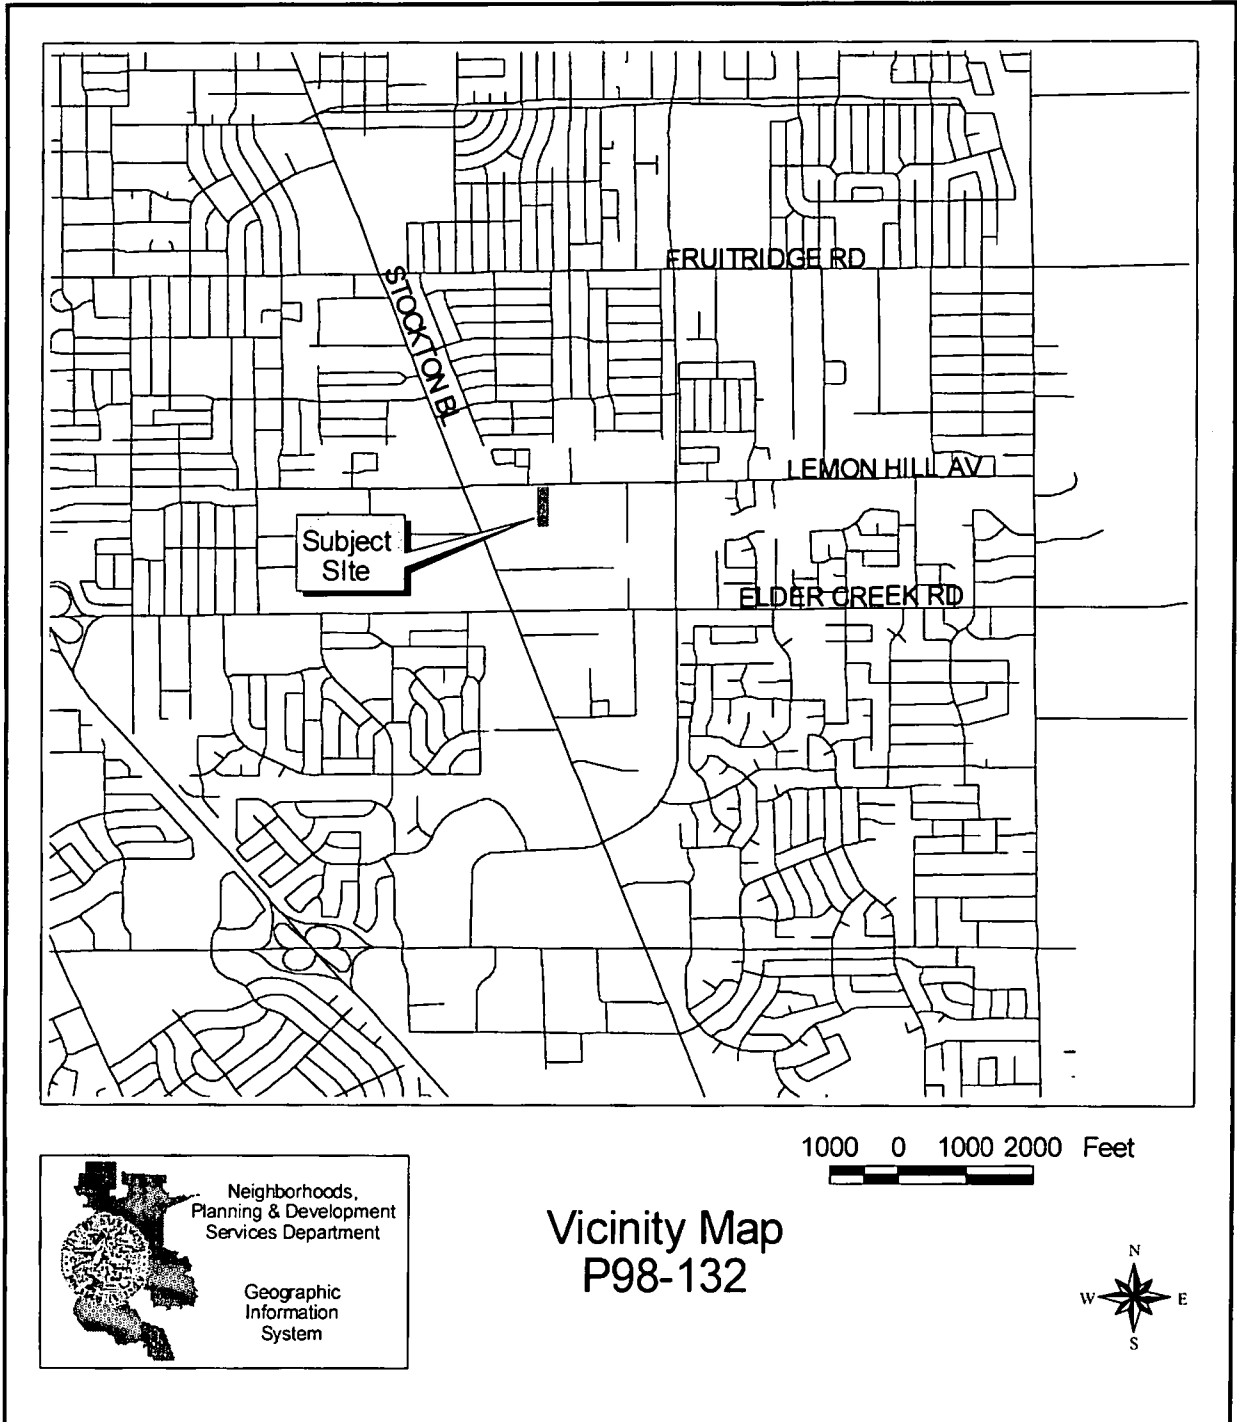 FRUITRIDGE RD
STOCKTON BL
LEMON HILL AV
Subject
SIte
ELDER CREEK RD
1000 0 1000 2000 Feet
Neighborhoods,
Planning & Development
Services Department
Geographic
Information
System
Vicinity Map
P98-132
N
W E
S